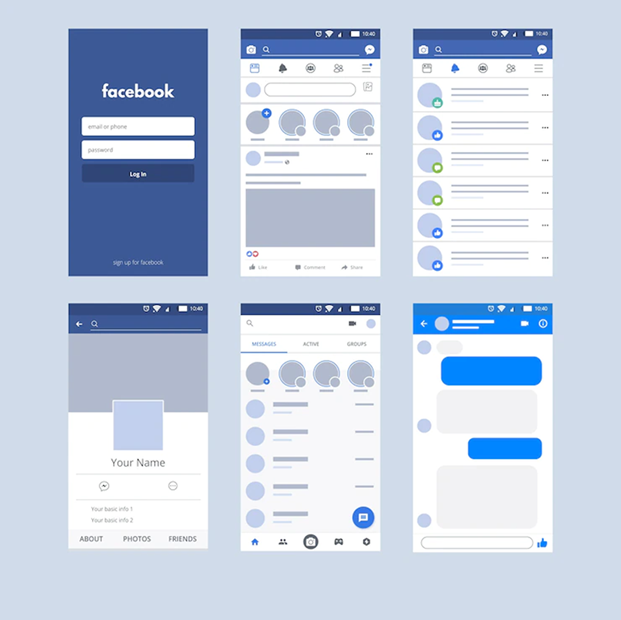 facebook
email or phone
password
Log In
sign up for facebook
10:40
Like
Comment
Share
10:40
10:40
Your Name
Your basic info 1
Your basic info 2
ABOUT
PHOTOS
FRIENDS
10:40
MESSAGES
ACTIVE
GROUPS
10:40